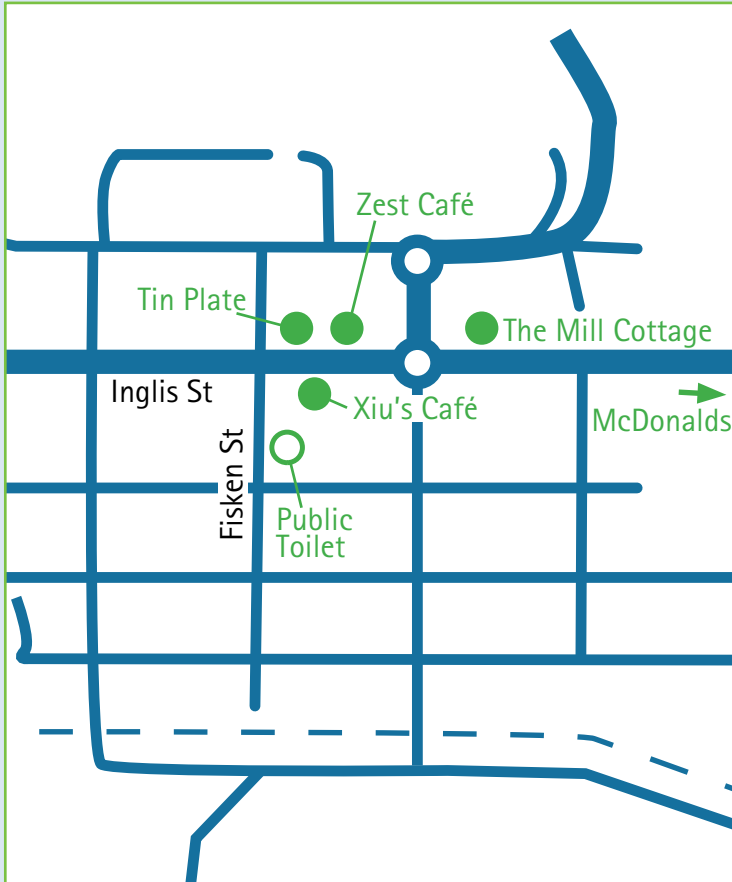 Zest Café
Tin Plate
The Mill Cottage
Inglis St
Xiu's Café
McDonalds
Fisken St
Public
Toilet